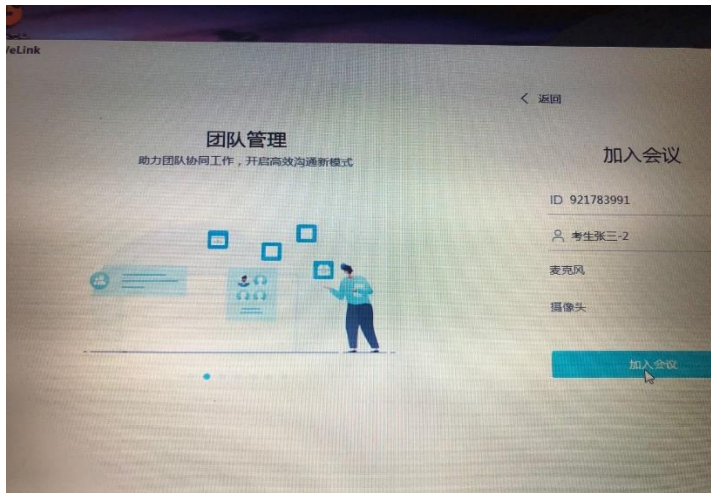 eLink
团队管理
助力团队协同工作，开启高效沟通新模式
返回
加入会议
ID 921783991
考生张三-2
麦克风
摄像头
加入会议